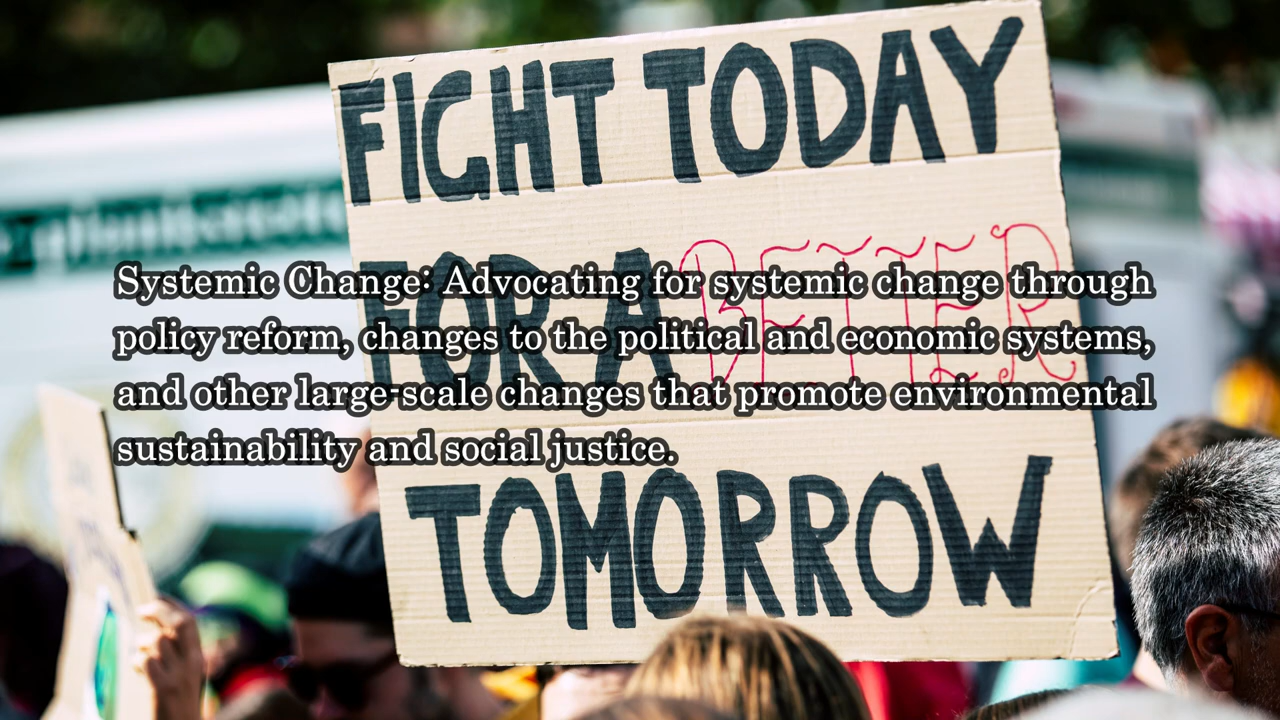 FIGHT TODAY
FOR A BETTER
Systemic Change: Advocating for systemic change through
policy reform, changes to the political and economic systems,
and other large-scale changes that promote environmental
sustainability and social justice.
TOMORROW